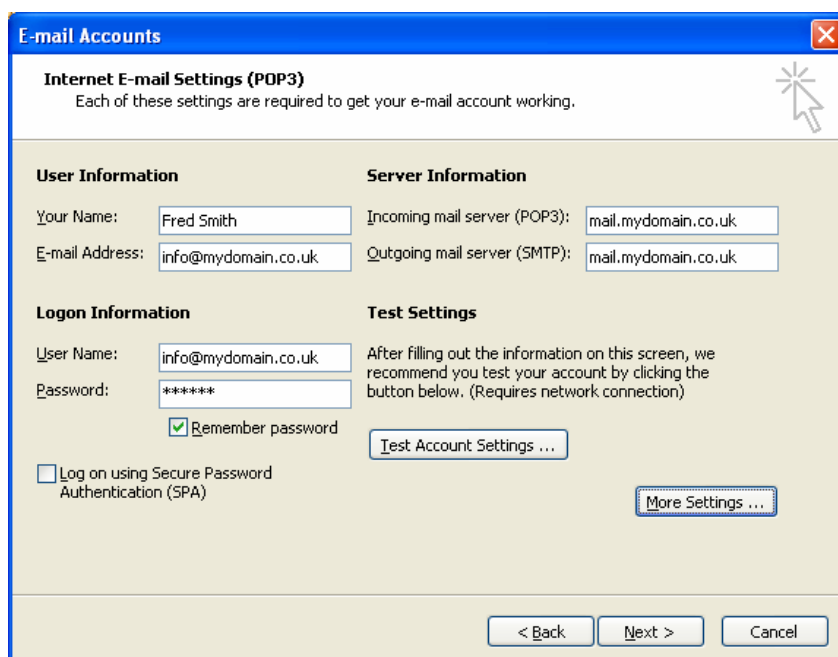 E-mail Accounts
Internet E-mail Settings (POP3)
Each of these settings are required to get your e-mail account working.
User Information
Your Name: Fred Smith
E-mail Address: info@mydomain.co.uk
Server Information
Incoming mail server (POP3): mail.mydomain.co.uk
Outgoing mail server (SMTP): mail.mydomain.co.uk
Logon Information
User Name: info@mydomain.co.uk
Password: ******
Remember password
Log on using Secure Password
Authentication (SPA)
Test Settings
After filling out the information on this screen, we
recommend you test your account by clicking the
button below. (Requires network connection)
Test Account Settings ...
More Settings ...
< Back
Next >
Cancel